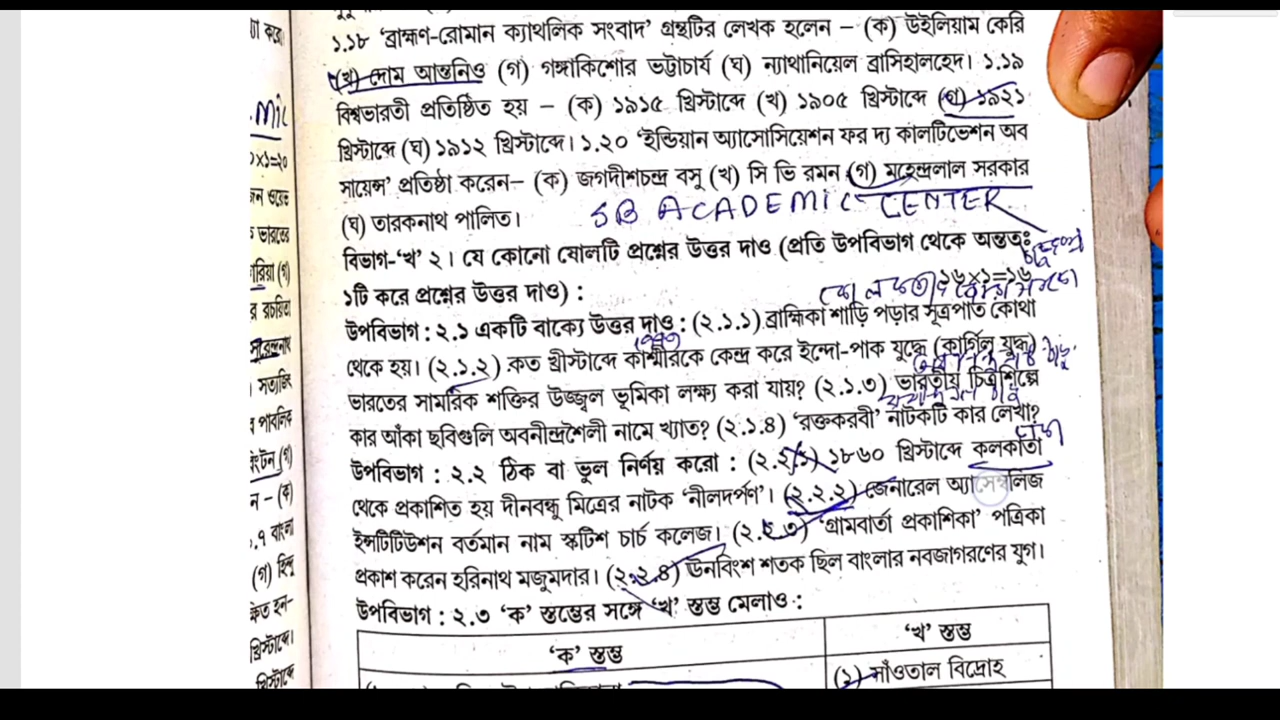 ১.১৮ 'ব্রাহ্মণ-রোমান ক্যাথলিক সংবাদ' গ্রন্থটির লেখক হলেন – (ক) উইলিয়াম কেরি
(খ) দোম আন্তনিও (গ) গঙ্গাকিশোর ভট্টাচার্য (ঘ) ন্যাথানিয়েল ব্রাসিহালহেদ। ১.১৯
বিশ্বভারতী প্রতিষ্ঠিত হয় – (ক) ১৯১৫ খ্রিস্টাব্দে (খ) ১৯০৫ খ্রিস্টাব্দে (গ) ১৯২১
খ্রিস্টাব্দে (ঘ) ১৯১২ খ্রিস্টাব্দে। ১.২০ 'ইন্ডিয়ান অ্যাসোসিয়েশন ফর দ্য কালটিভেশন অব
সায়েন্স' প্রতিষ্ঠা করেন– (ক) জগদীশচন্দ্র বসু (খ) সি ভি রমন (গ) মহেন্দ্রলাল সরকার
(ঘ) তারকনাথ পালিত।
SB ACADEMIC CENTER
বিভাগ-'খ' ২। যে কোনো ষোলটি প্রশ্নের উত্তর দাও (প্রতি উপবিভাগ থেকে অন্ততঃ
১টি করে প্রশ্নের উত্তর দাও) : ১৬×১=১৬
উপবিভাগ : ২.১ একটি বাক্যে উত্তর দাও : (২.১.১) ব্রাহ্মিকা শাড়ি পড়ার সূত্রপাত কোথা
থেকে হয়। (২.১.২) কত খ্রীস্টাব্দে কাশ্মীরকে কেন্দ্র করে ইন্দো-পাক যুদ্ধে (কার্গিল যুদ্ধ)
ভারতের সামরিক শক্তির উজ্জ্বল ভূমিকা লক্ষ্য করা যায়? (২.১.৩) ভারতীয় চিত্রশিল্পে
কার আঁকা ছবিগুলি অবনীন্দ্রশৈলী নামে খ্যাত? (২.১.৪) 'রক্তকরবী' নাটকটি কার লেখা?
উপবিভাগ : ২.২ ঠিক বা ভুল নির্ণয় করো : (২.২.১) ১৮৬০ খ্রিস্টাব্দে কলকাতা
থেকে প্রকাশিত হয় দীনবন্ধু মিত্রের নাটক 'নীলদর্পণ'। (২.২.২) জেনারেল অ্যাসেম্বলিজ
ইন্সটিটিউশন বর্তমান নাম স্কটিশ চার্চ কলেজ। (২.২.৩) 'গ্রামবার্তা প্রকাশিকা' পত্রিকা
প্রকাশ করেন হরিনাথ মজুমদার। (২.২.৪) ঊনবিংশ শতক ছিল বাংলার নবজাগরণের যুগ।
উপবিভাগ : ২.৩ 'ক' স্তম্ভের সঙ্গে 'খ' স্তম্ভ মেলাও :
'ক' স্তম্ভ
'খ' স্তম্ভ
(১) সাঁওতাল বিদ্রোহ